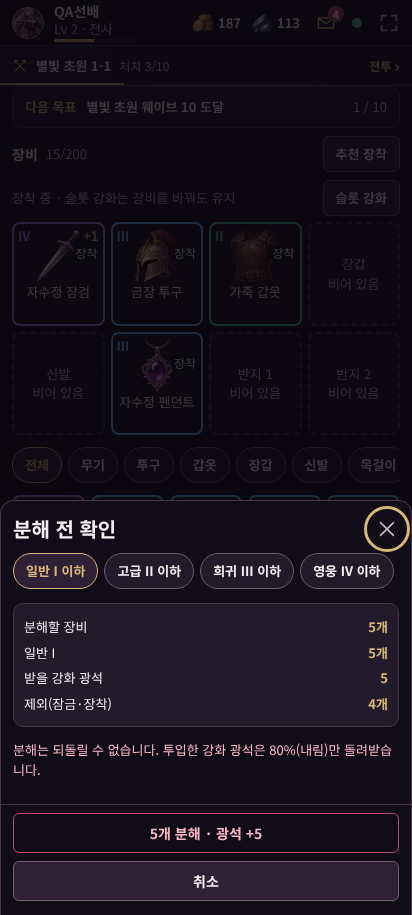 QA선배
Lv 2 · 전사
187
113
4
별빛 초원 1-1 처치 3/10
전투 ›
다음 목표 별빛 초원 웨이브 10 도달 1 / 10
장비 15/200
추천 장착
장착 중 · 슬롯 강화는 장비를 바꿔도 유지
슬롯 강화
IV +1 장착 자수정 장검
III 장착 금장 투구
II 장착 가죽 갑옷
장갑 비어 있음
신발 비어 있음
III 장착 자수정 펜던트
반지 1 비어 있음
반지 2 비어 있음
전체 무기 투구 갑옷 장갑 신발 목걸이
분해 전 확인
일반 I 이하 고급 II 이하 희귀 III 이하 영웅 IV 이하
분해할 장비 5개
일반 I 5개
받을 강화 광석 5
제외(잠금·장착) 4개
분해는 되돌릴 수 없습니다. 투입한 강화 광석은 80%(내림)만 돌려받습
니다.
5개 분해 · 광석 +5
취소